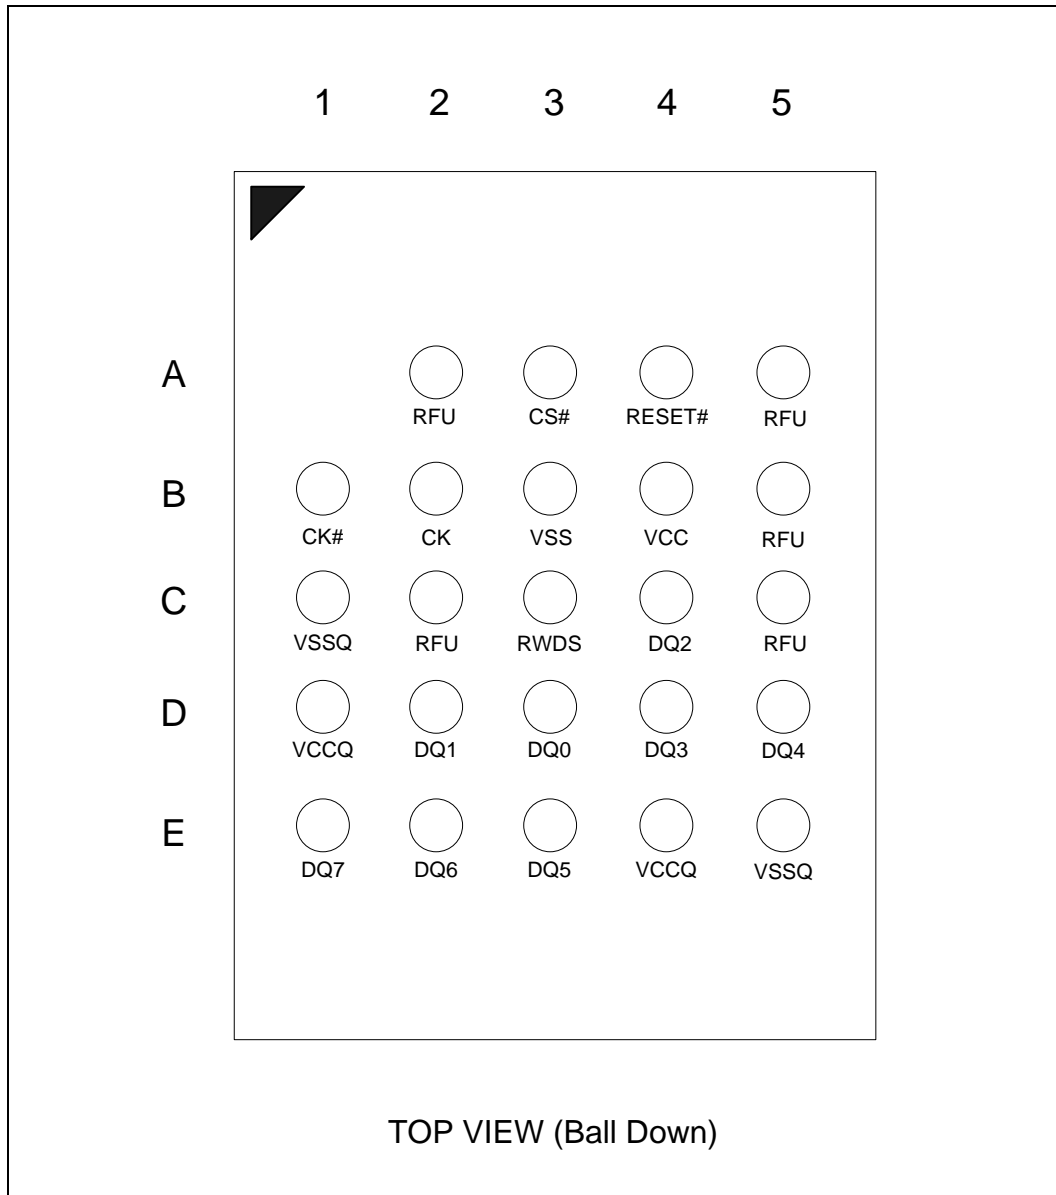 1 2 3 4 5
A
RFU CS# RESET# RFU
B
CK# CK VSS VCC RFU
C
VSSQ RFU RWDS DQ2 RFU
D
VCCQ DQ1 DQ0 DQ3 DQ4
E
DQ7 DQ6 DQ5 VCCQ VSSQ
TOP VIEW (Ball Down)